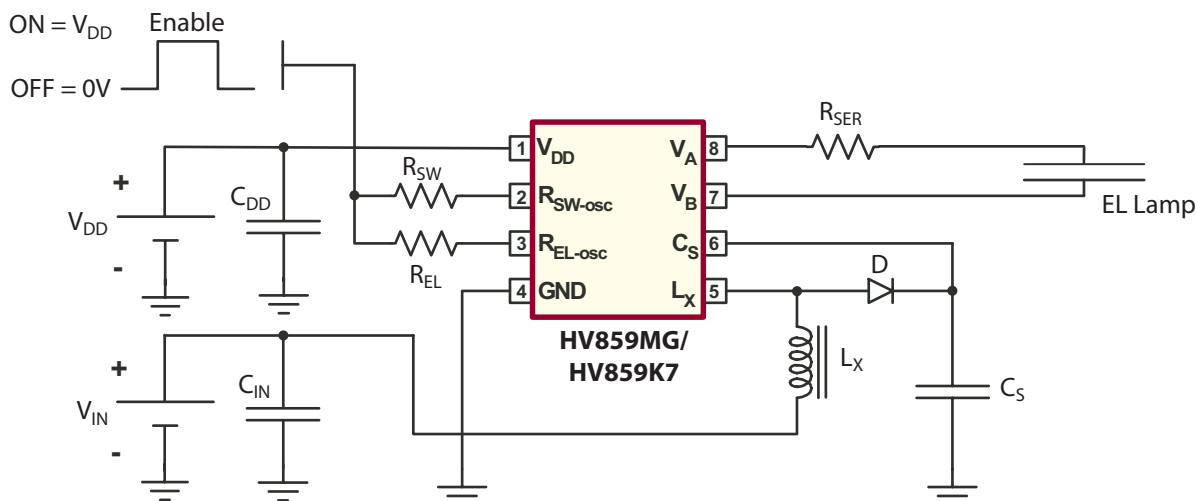 ON = VDD
Enable
OFF = 0V
RSER
1 VDD
VA 8
RSW
+
CDD
2 RSW-osc
VB 7
EL Lamp
VDD
3 REL-osc
CS 6
-
REL
D
4 GND
LX 5
HV859MG/
HV859K7
+
CIN
LX
CS
VIN
-